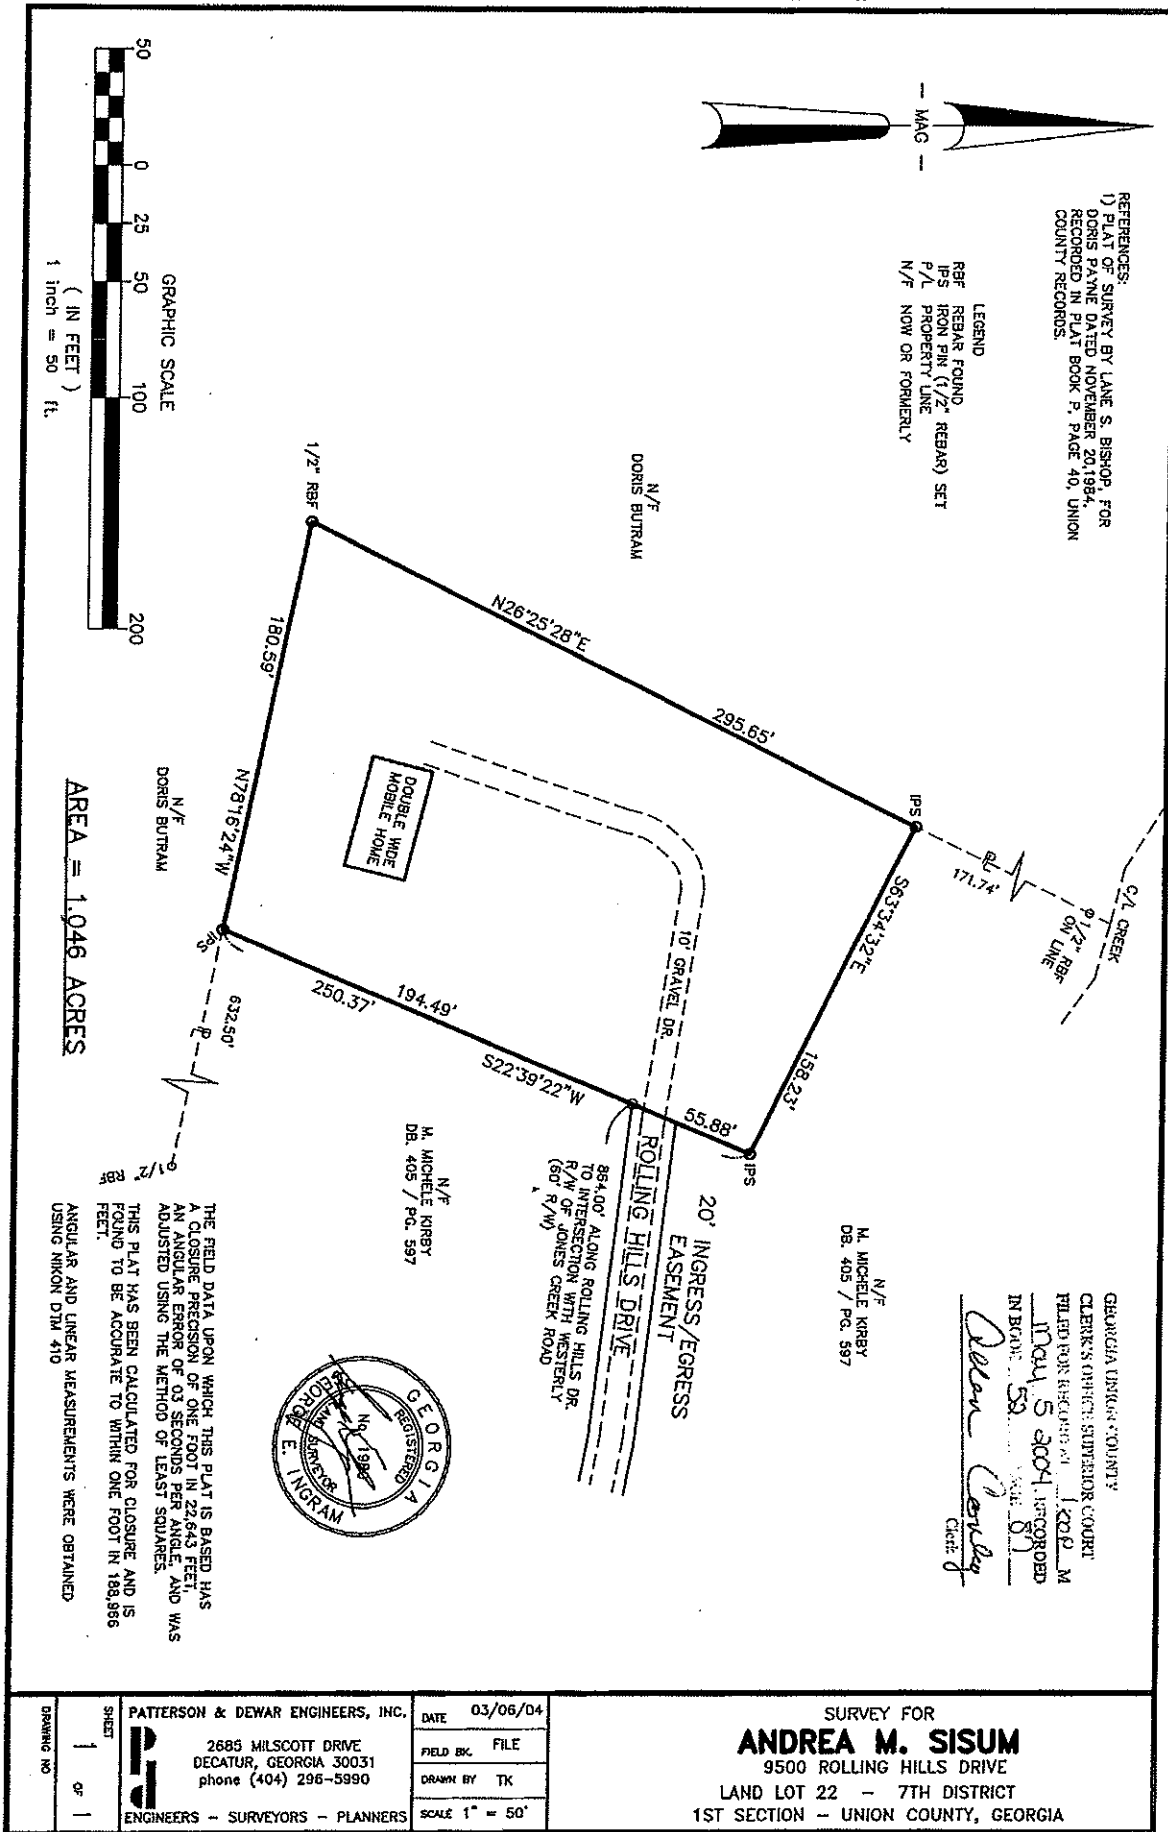 REFERENCES:
1) PLAT OF SURVEY BY LANE S. BISHOP, FOR
DORIS PAYNE DATED NOVEMBER 20,1984,
RECORDED IN PLAT BOOK P, PAGE 40, UNION
COUNTY RECORDS.
— MAG —
LEGEND
RBF REBAR FOUND
IPS IRON PIN (1/2" REBAR) SET
P/L PROPERTY LINE
N/F NOW OR FORMERLY
GEORGIA UNION COUNTY
CLERK'S OFFICE SUPERIOR COURT
FILED FOR RECORD AT 100P M
May 5 2004 RECORDED
IN BOOK 53 PAGE 87
Clerk
C/L CREEK
1/2" RBF
ON LINE
171.74'
IPS
N/F
DORIS BUTRAM
N26°25'28"E
295.65'
S63°34'32"E
158.23'
IPS
N/F
M. MICHELE KIRBY
DB. 405 / PG. 597
20' INGRESS/EGRESS
EASEMENT
55.88'
10' GRAVEL DR.
ROLLING HILLS DRIVE
864.00' ALONG ROLLING HILLS DR.
TO INTERSECTION WITH WESTERLY
R/W OF JONES CREEK ROAD
(60' R/W)
DOUBLE WIDE
MOBILE HOME
194.49'
250.37'
S22°39'22"W
N/F
M. MICHELE KIRBY
DB. 405 / PG. 597
1/2" RBF
180.59'
N78°16'24"W
IPS
632.50'
1/2" RBF
N/F
DORIS BUTRAM
AREA = 1.046 ACRES
GRAPHIC SCALE
50 0 25 50 100 200
( IN FEET )
1 inch = 50 ft.
GEORGIA
REGISTERED
No. 1980
LAND SURVEYOR
GEORGE E. INGRAM
THE FIELD DATA UPON WHICH THIS PLAT IS BASED HAS
A CLOSURE PRECISION OF ONE FOOT IN 22,643 FEET,
AN ANGULAR ERROR OF 03 SECONDS PER ANGLE, AND WAS
ADJUSTED USING THE METHOD OF LEAST SQUARES.
THIS PLAT HAS BEEN CALCULATED FOR CLOSURE AND IS
FOUND TO BE ACCURATE TO WITHIN ONE FOOT IN 188,966
FEET.
ANGULAR AND LINEAR MEASUREMENTS WERE OBTAINED
USING NIKON DTM 410
SURVEY FOR
ANDREA M. SISUM
9500 ROLLING HILLS DRIVE
LAND LOT 22 — 7TH DISTRICT
1ST SECTION — UNION COUNTY, GEORGIA
DATE 03/06/04
FIELD BK. FILE
DRAWN BY TK
SCALE 1" = 50'
PATTERSON & DEWAR ENGINEERS, INC.
2685 MILSCOTT DRIVE
DECATUR, GEORGIA 30031
phone (404) 296-5990
ENGINEERS — SURVEYORS — PLANNERS
SHEET
1 OF 1
DRAWING NO